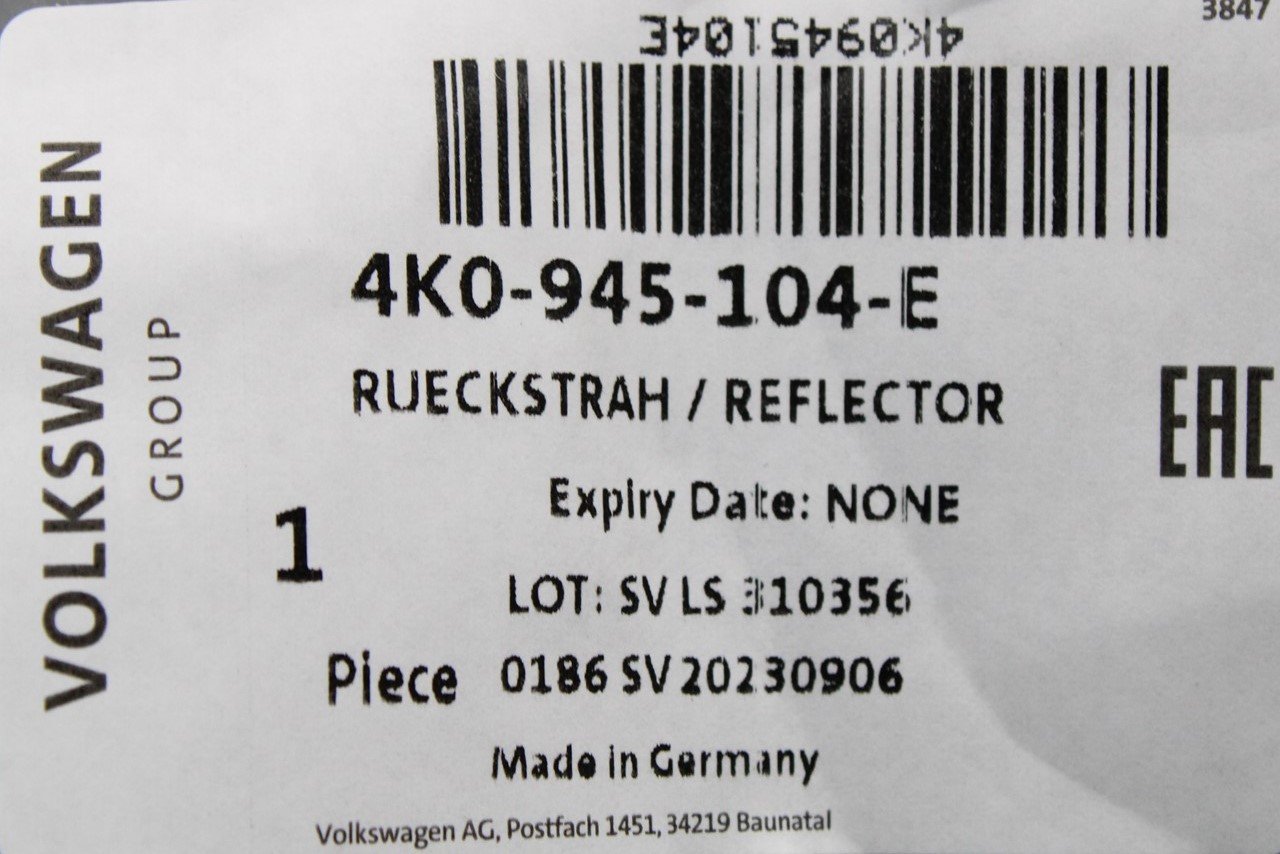 3847
4K0945104E
4K0-945-104-E
RUECKSTRAH / REFLECTOR
EAC
Expiry Date: NONE
1
LOT: SV LS 310356
Piece 0186 SV 20230906
Made in Germany
Volkswagen AG, Postfach 1451, 34219 Baunatal
VOLKSWAGEN
GROUP